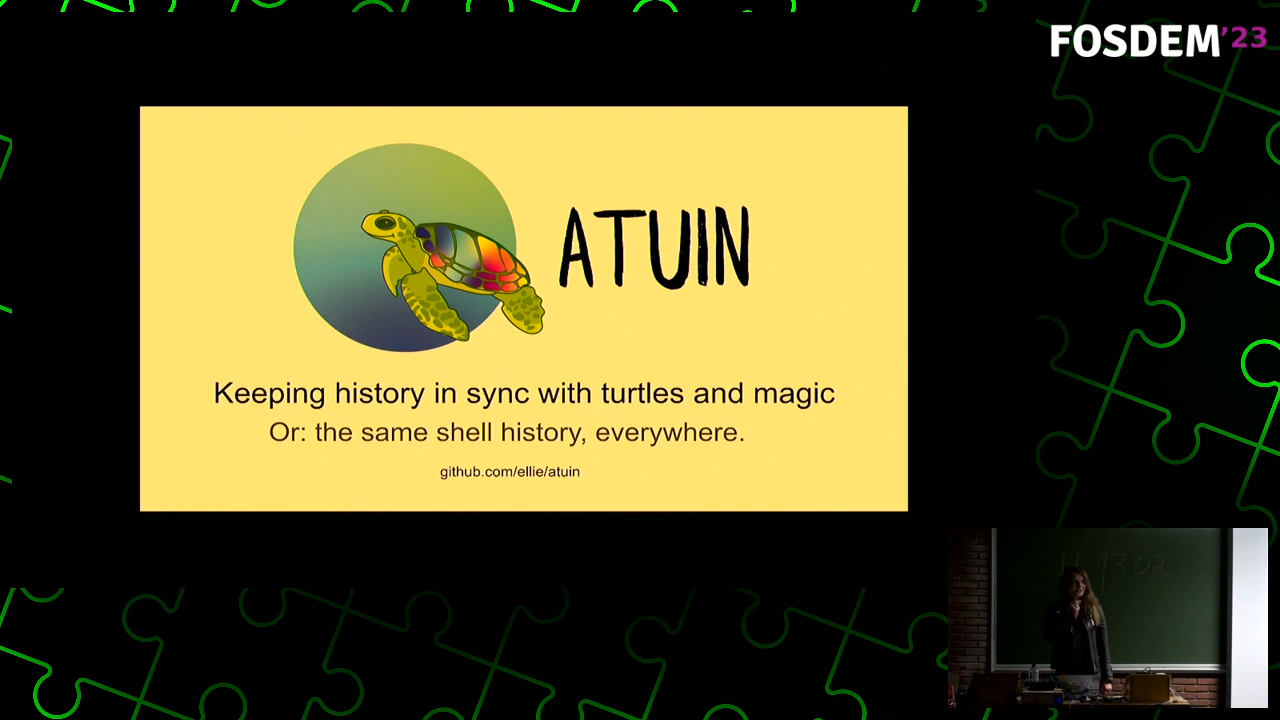 FOSDEM'23
ATUIN
Keeping history in sync with turtles and magic
Or: the same shell history, everywhere.
github.com/ellie/atuin
H.1302